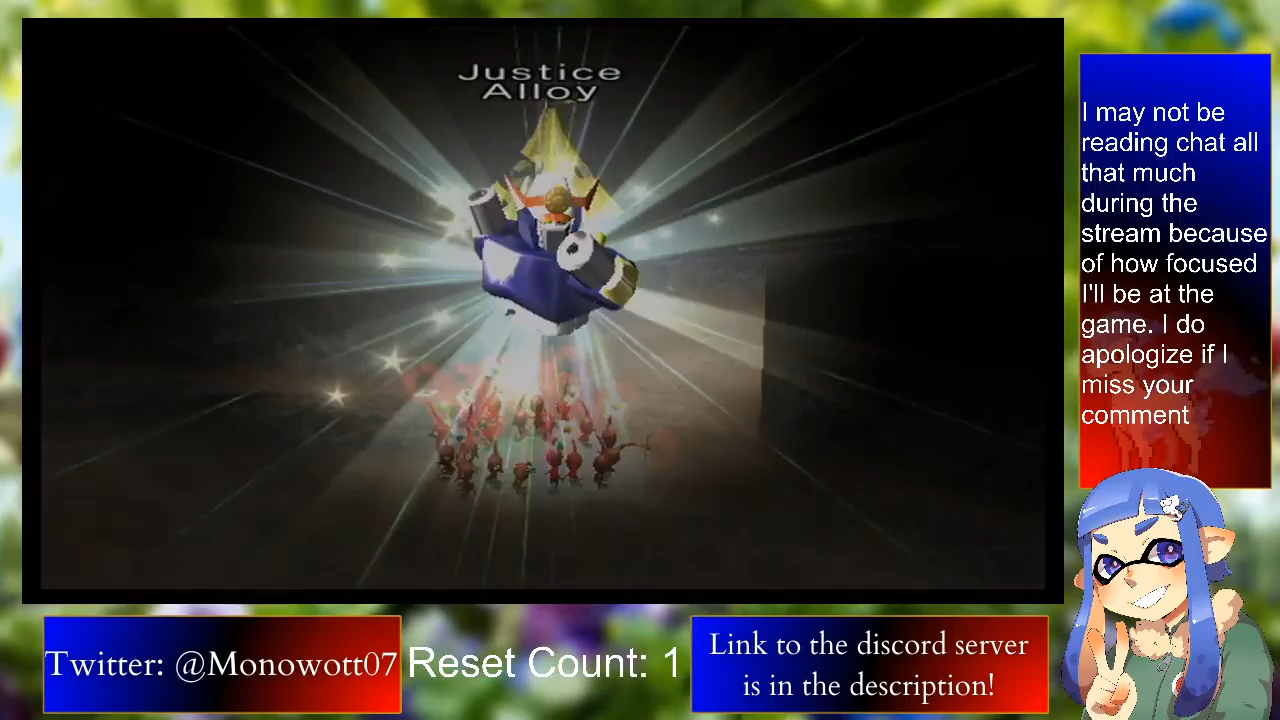 Justice
Alloy
I may not be
reading chat all
that much
during the
stream because
of how focused
I'll be at the
game. I do
apologize if I
miss your
comment
Twitter: @Monowott07
Reset Count: 1
Link to the discord server
is in the description!